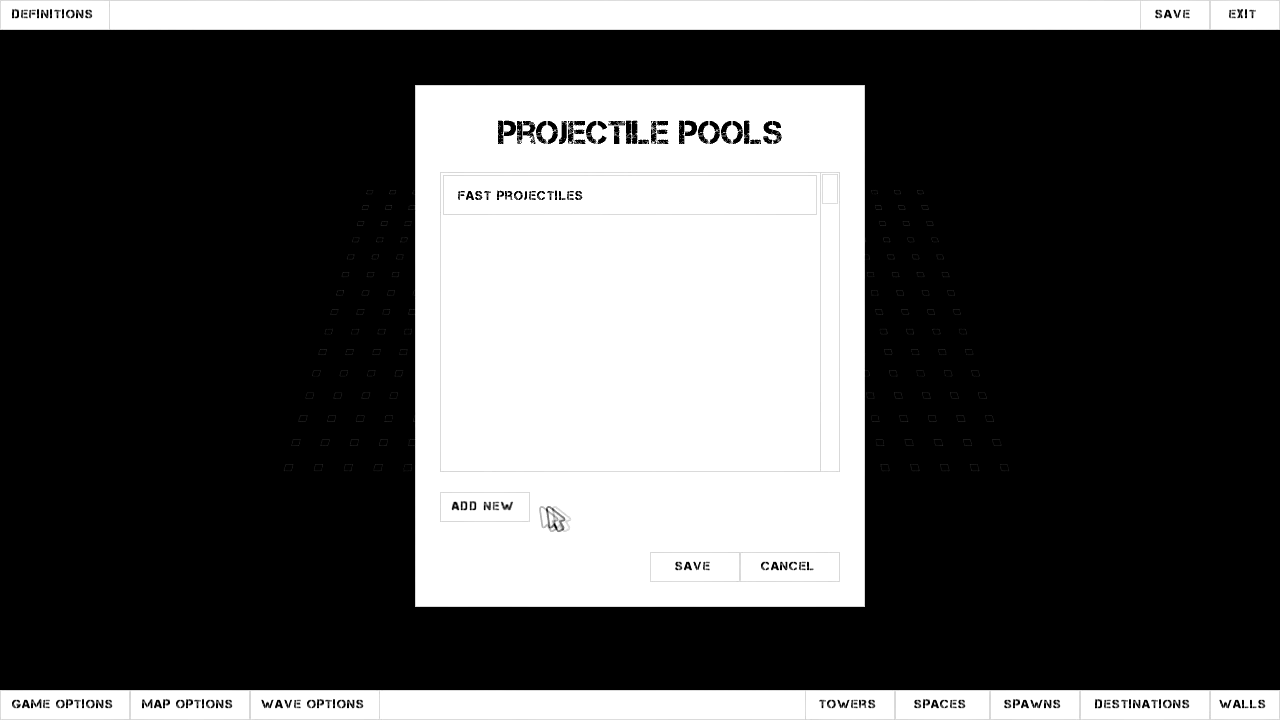 DEFINITIONS
SAVE
EXIT
PROJECTILE POOLS
FAST PROJECTILES
ADD NEW
SAVE
CANCEL
GAME OPTIONS
MAP OPTIONS
WAVE OPTIONS
TOWERS
SPACES
SPAWNS
DESTINATIONS
WALLS